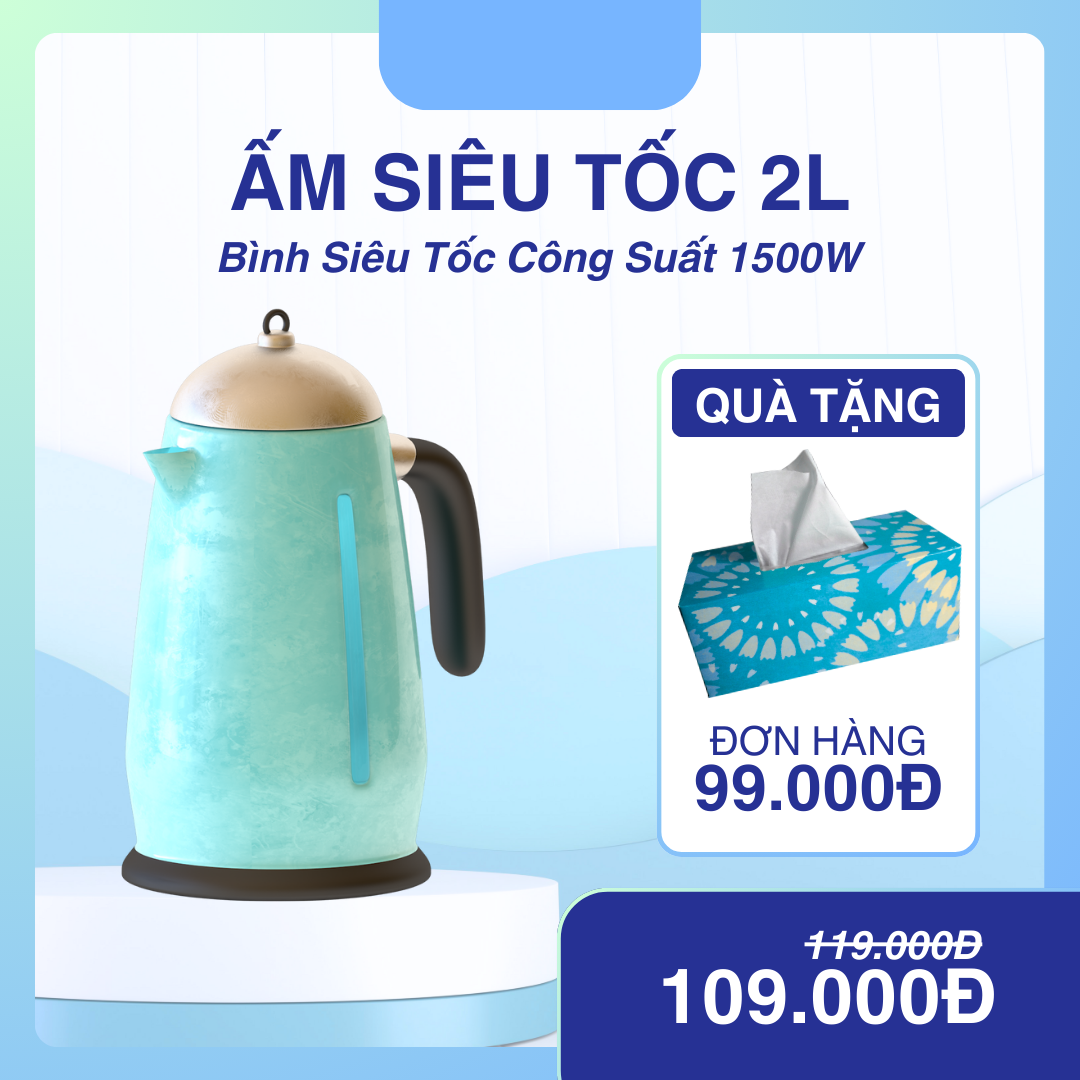 ẤM SIÊU TỐC 2L
Bình Siêu Tốc Công Suất 1500W
QUÀ TẶNG
ĐƠN HÀNG
99.000Đ
119.000Đ
109.000Đ